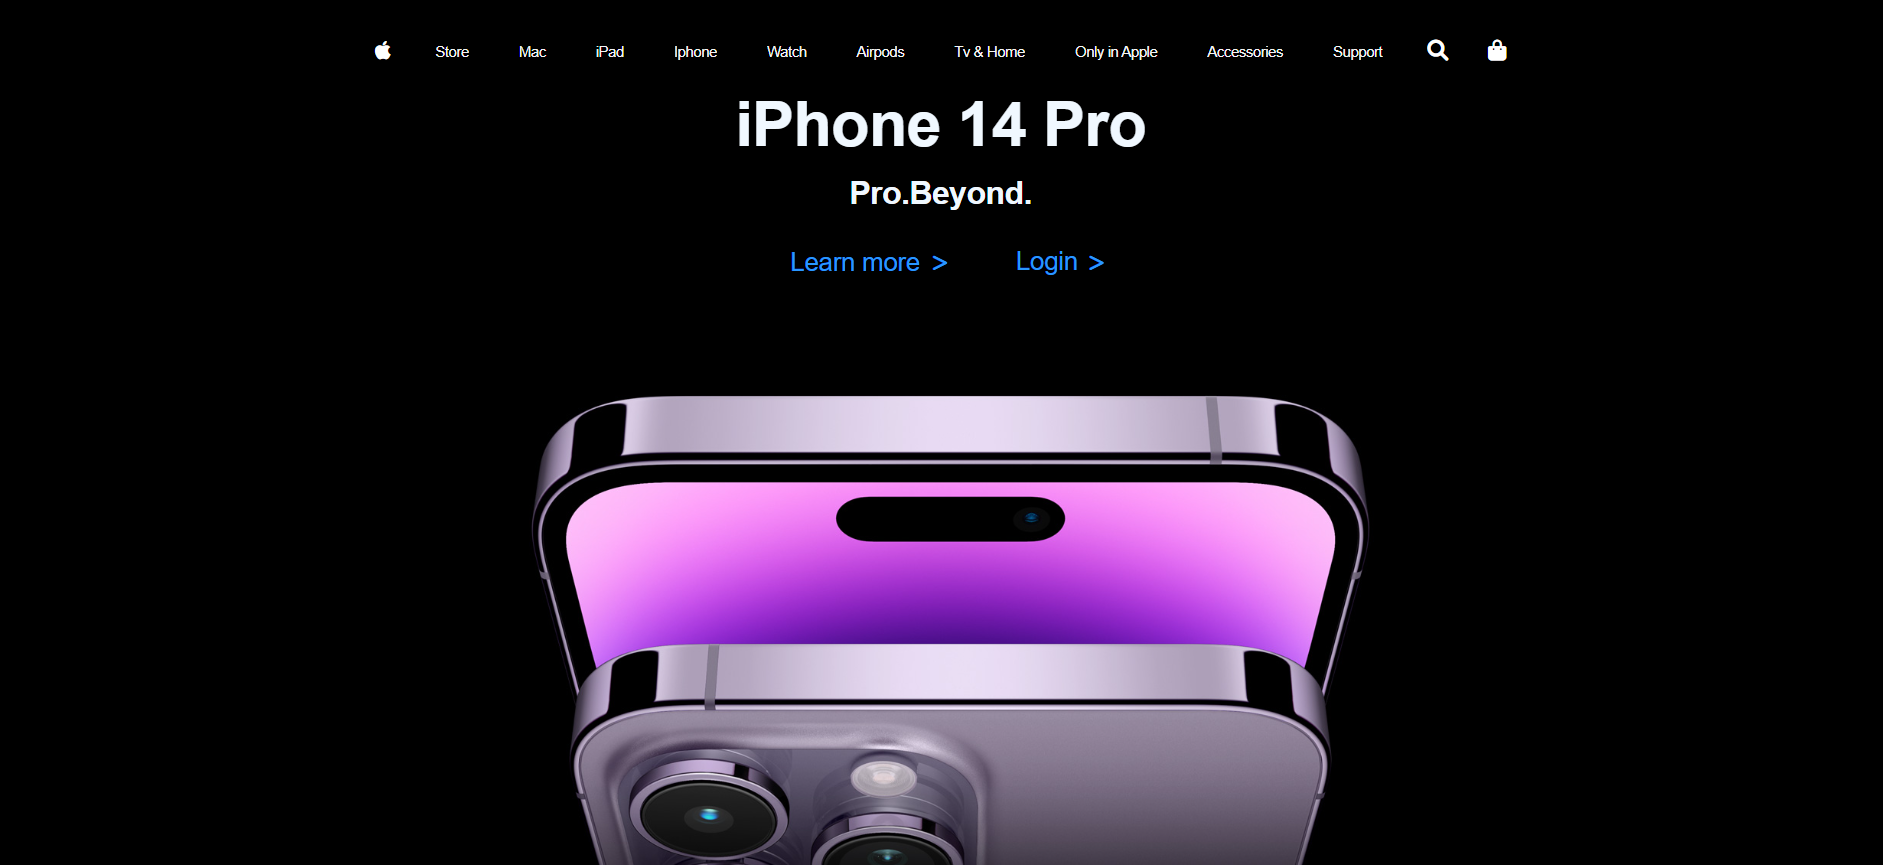 Store Mac iPad Iphone Watch Airpods Tv & Home Only in Apple Accessories Support
iPhone 14 Pro
Pro.Beyond.
Learn more > Login >